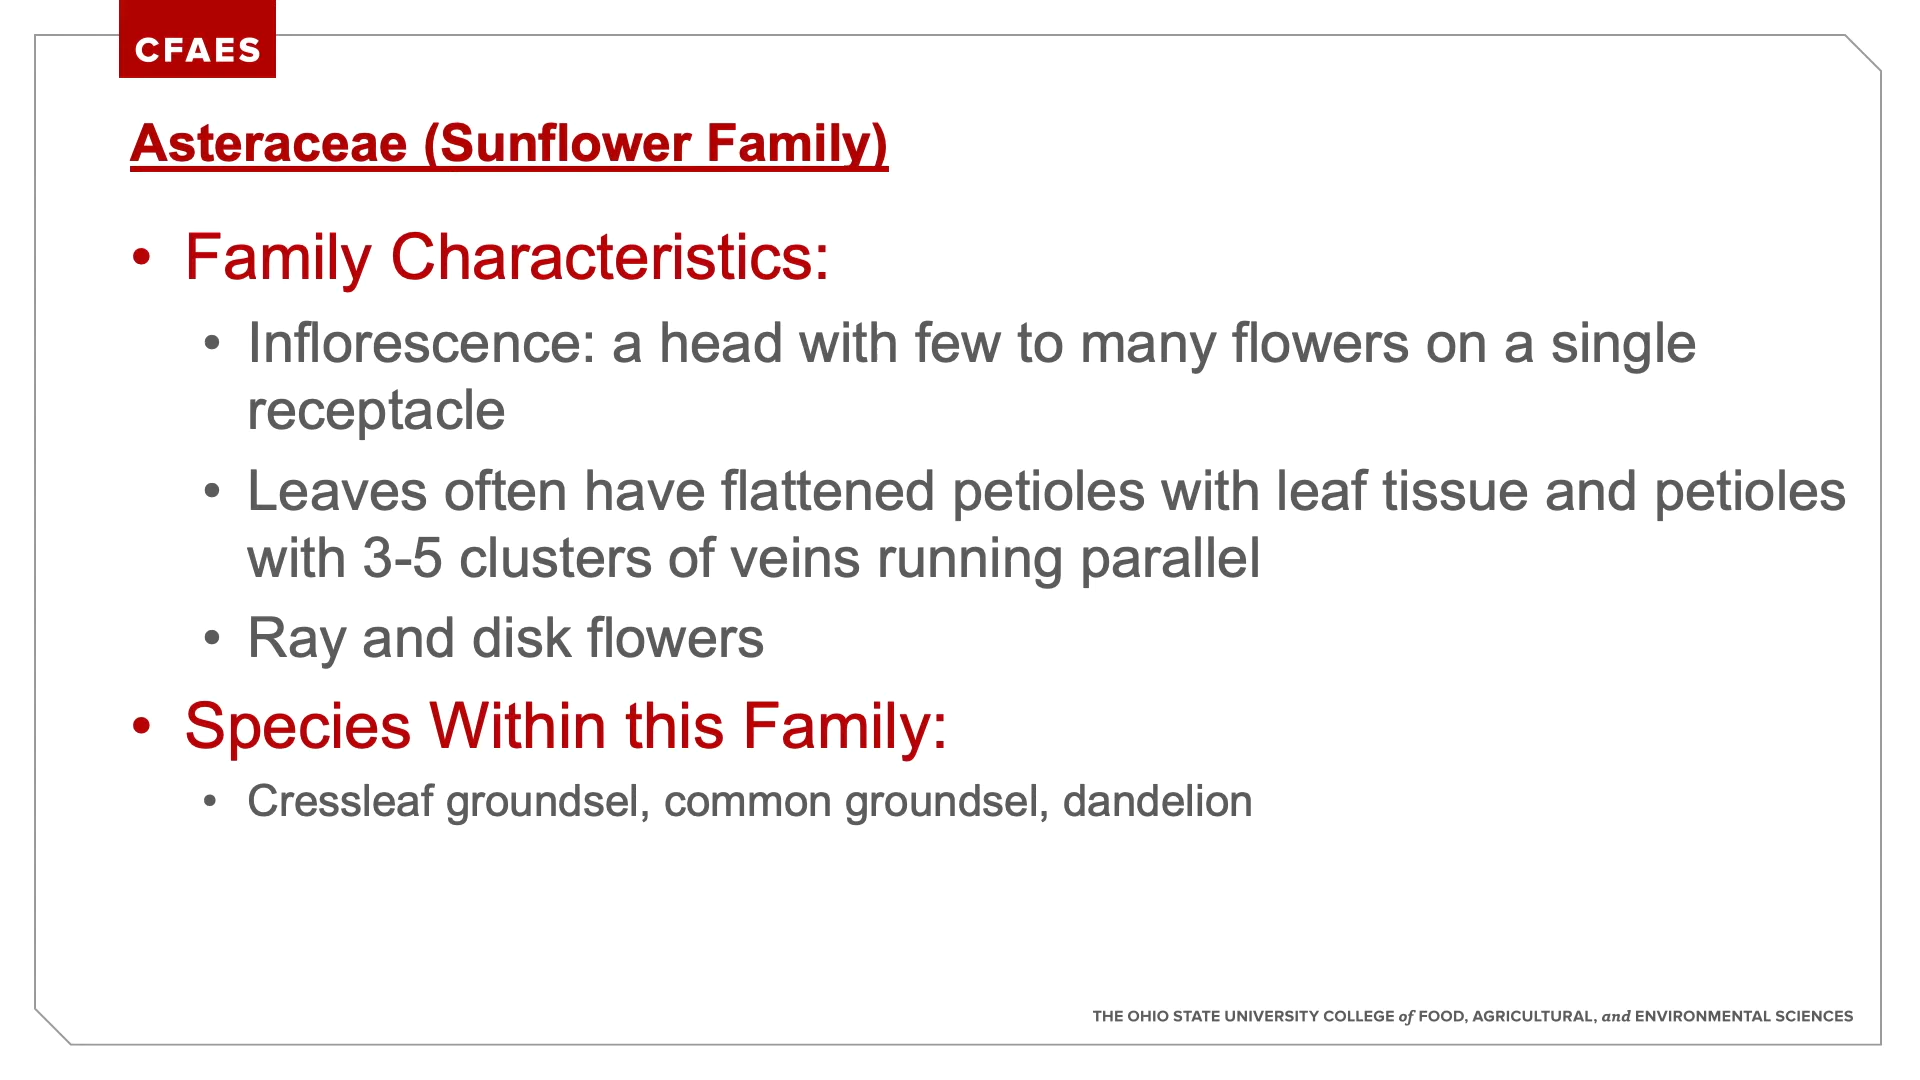 CFAES
Asteraceae (Sunflower Family)
• Family Characteristics:
• Inflorescence: a head with few to many flowers on a single
receptacle
• Leaves often have flattened petioles with leaf tissue and petioles
with 3-5 clusters of veins running parallel
• Ray and disk flowers
• Species Within this Family:
• Cressleaf groundsel, common groundsel, dandelion
THE OHIO STATE UNIVERSITY COLLEGE of FOOD, AGRICULTURAL, and ENVIRONMENTAL SCIENCES